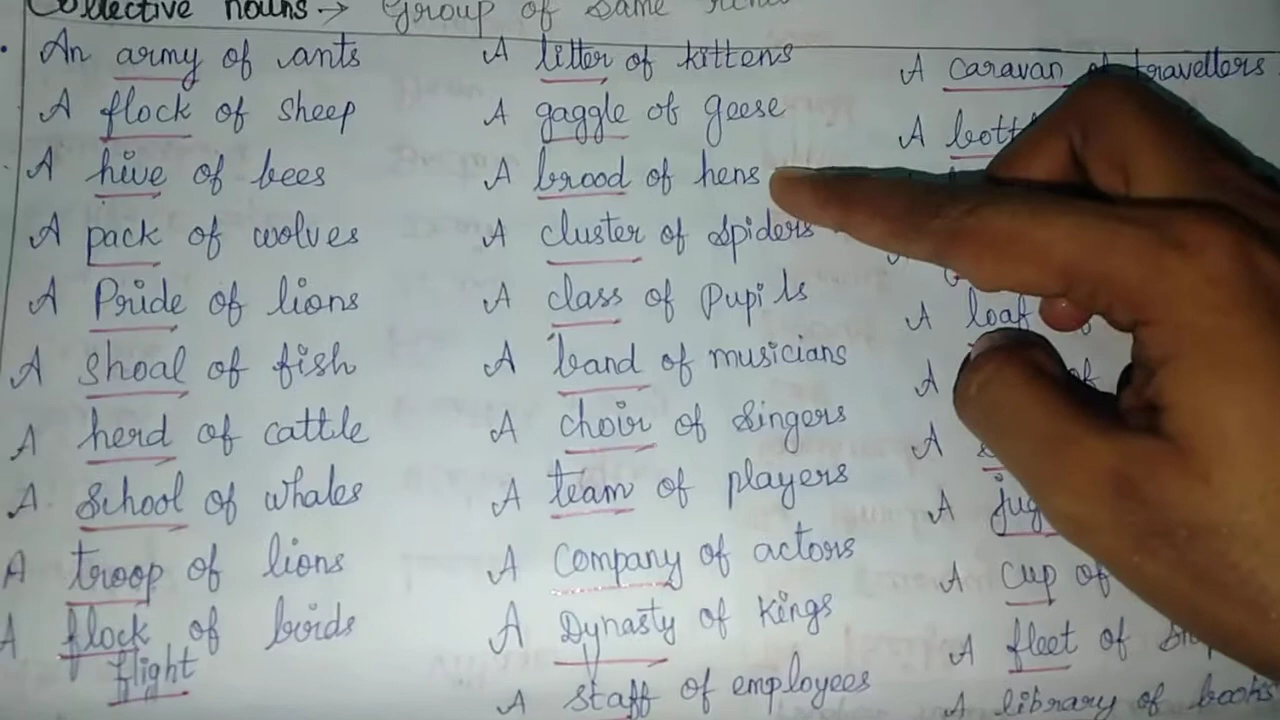 Collective nouns → Group of same
An army of ants
A flock of sheep
A hive of bees
A pack of wolves
A Pride of lions
A shoal of fish
A herd of cattle
A school of whales
A troop of lions
A flock of birds
flight
A litter of kittens
A gaggle of geese
A brood of hens
A cluster of spiders
A class of pupils
A band of musicians
A choir of singers
A team of players
A company of actors
A Dynasty of kings
A staff of employees
A caravan of travellers
A
A loaf
A of
A
A jug
A cup of
A fleet of
A library of books